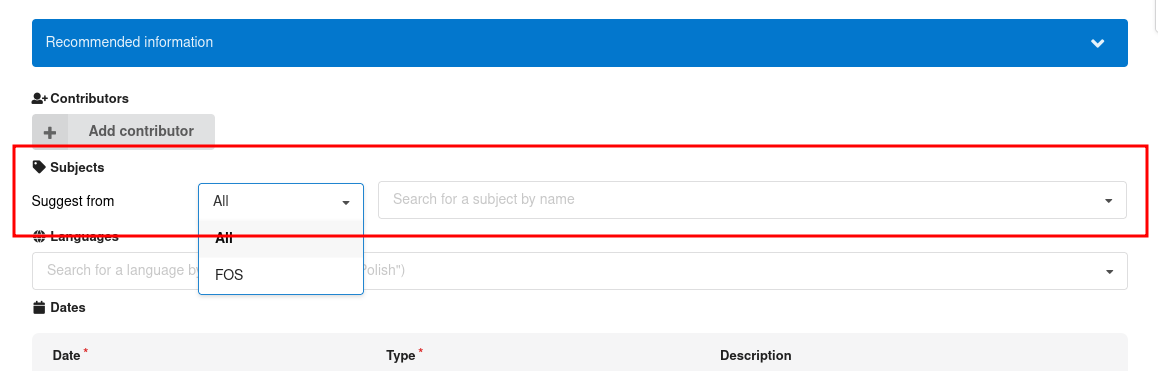 Recommended information
Contributors
Add contributor
Subjects
Suggest from
All
Search for a subject by name
All
FOS
Languages
Search for a language by
Polish")
Dates
Date *
Type *
Description